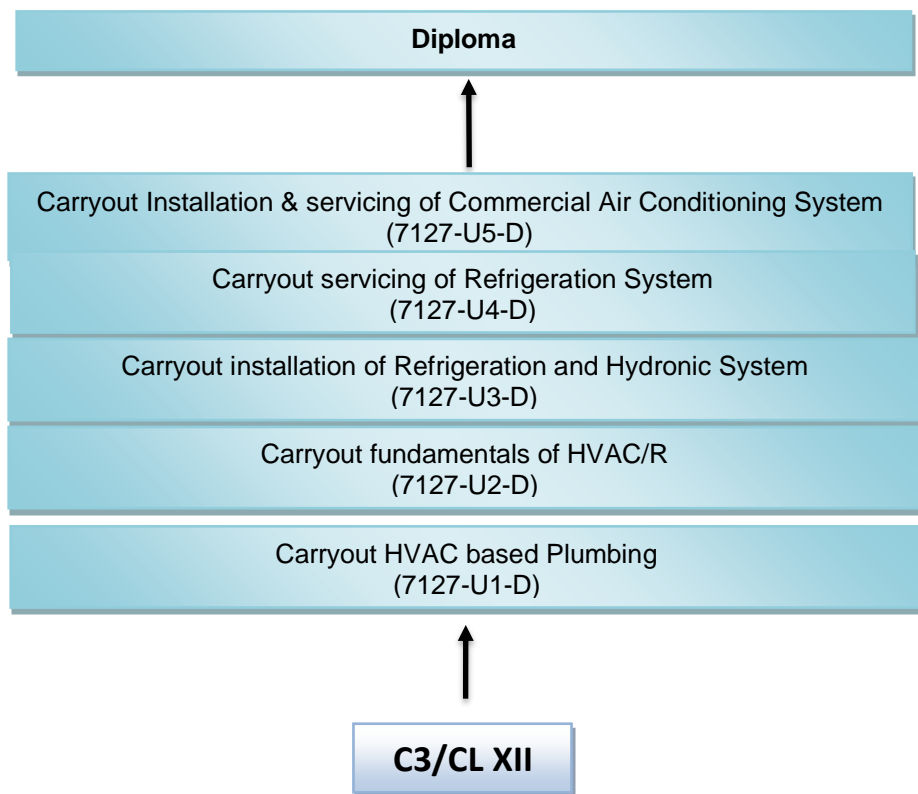 Diploma
Carryout Installation & servicing of Commercial Air Conditioning System
(7127-U5-D)
Carryout servicing of Refrigeration System
(7127-U4-D)
Carryout installation of Refrigeration and Hydronic System
(7127-U3-D)
Carryout fundamentals of HVAC/R
(7127-U2-D)
Carryout HVAC based Plumbing
(7127-U1-D)
C3/CL XII